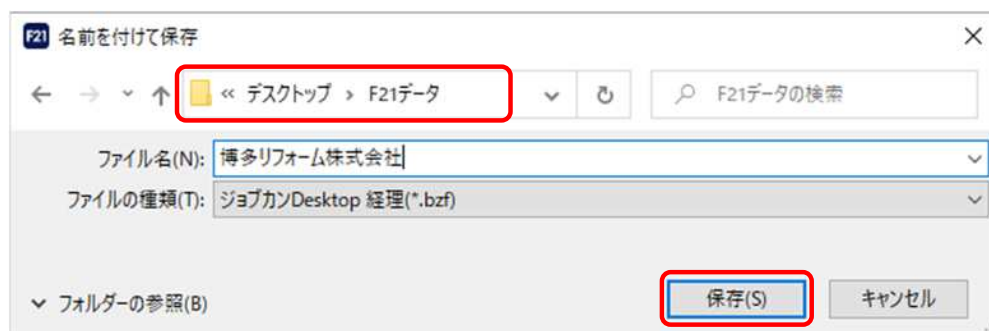 F21 名前を付けて保存
« デスクトップ › F21データ F21データの検索
ファイル名(N): 博多リフォーム株式会社
ファイルの種類(T): ジョブカンDesktop 経理(*.bzf)
フォルダーの参照(B) 保存(S) キャンセル